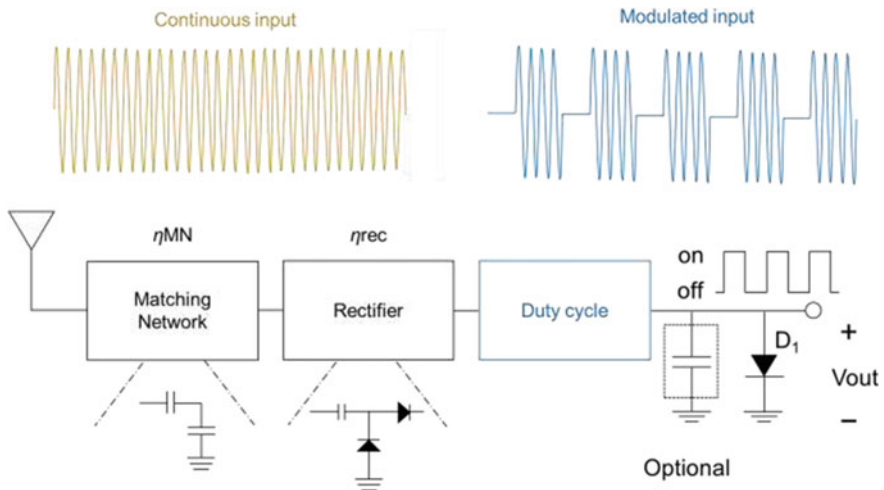 Continuous input
Modulated input
ηMN
ηrec
Matching
Network
Rectifier
Duty cycle
on
off
D₁
+
Vout
–
Optional